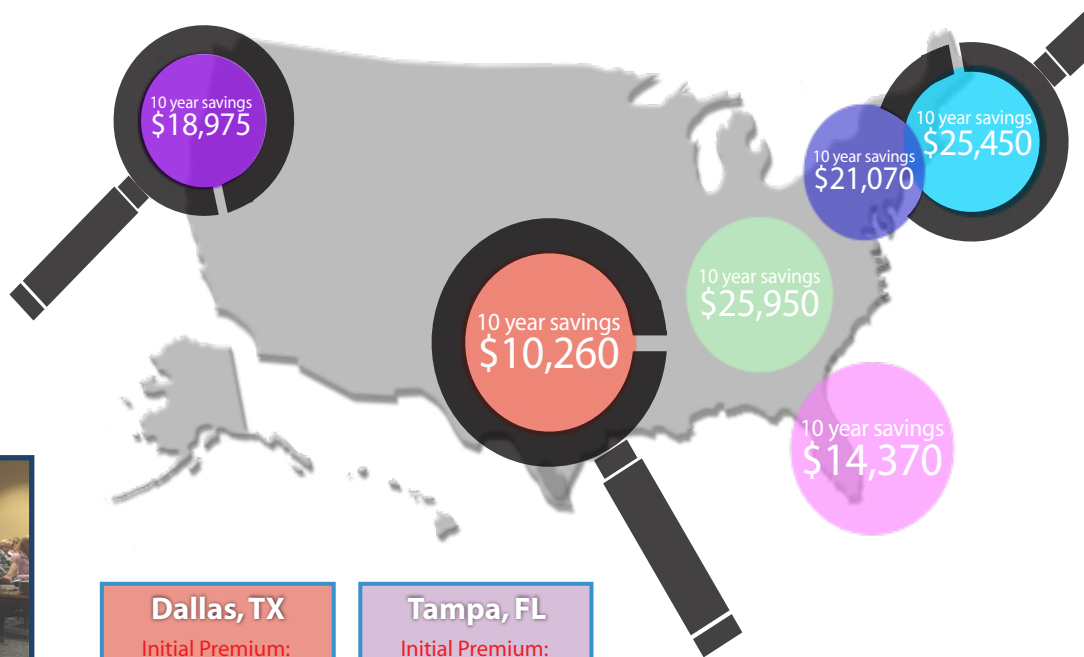 10 year savings
$18,975
10 year savings
$25,450
10 year savings
$21,070
10 year savings
$25,950
10 year savings
$10,260
10 year savings
$14,370
Dallas, TX
Initial Premium:
Tampa, FL
Initial Premium: